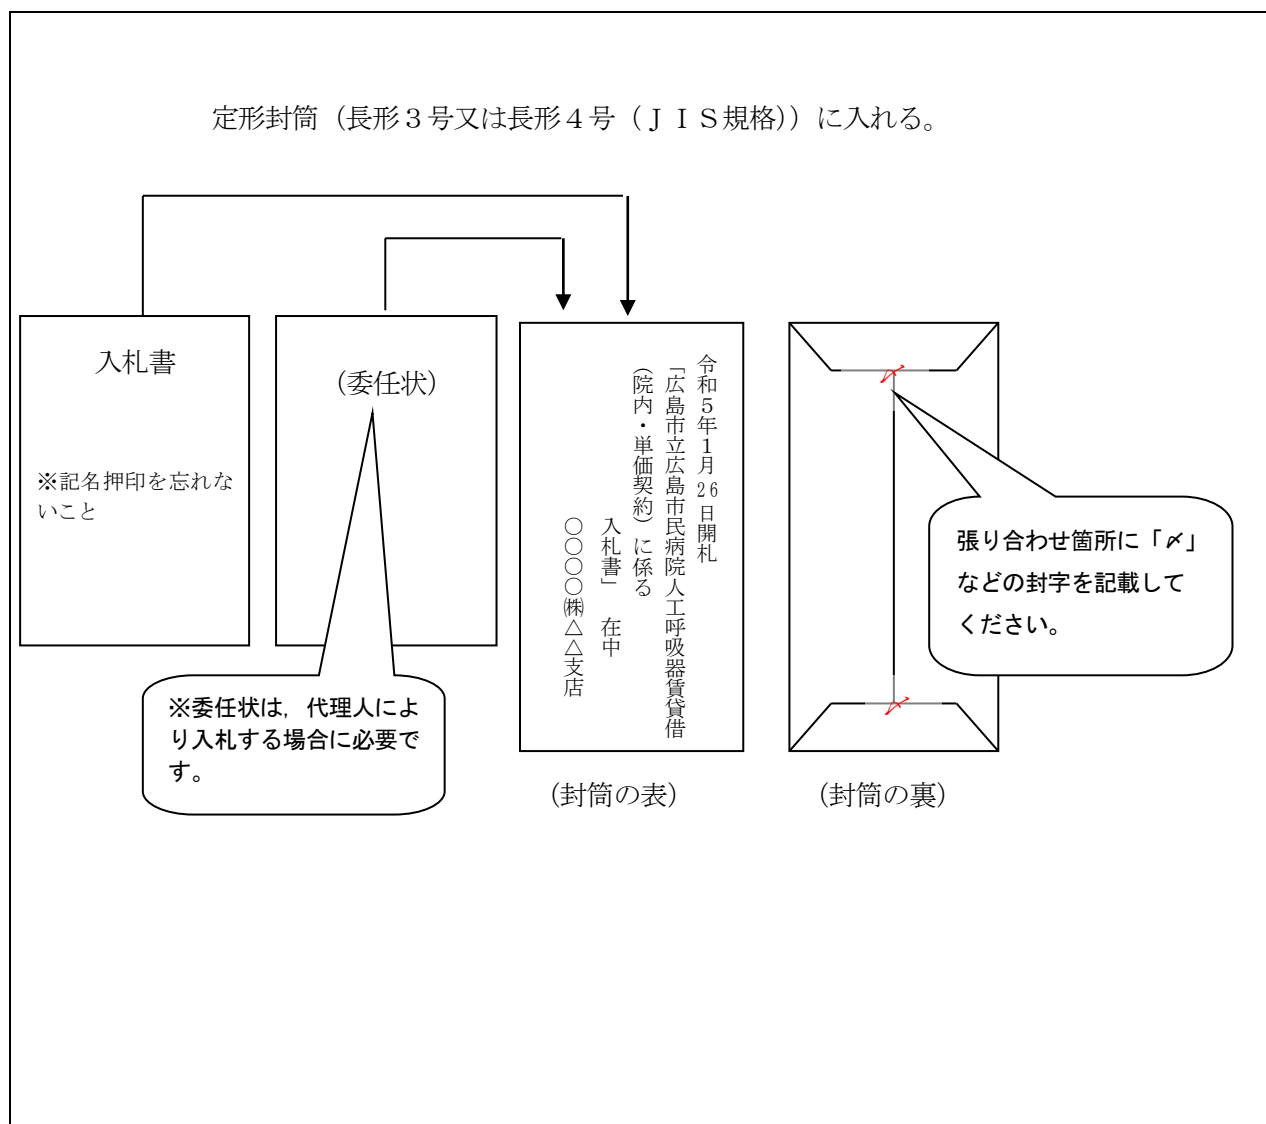 定形封筒（長形３号又は長形４号（ＪＩＳ規格））に入れる。
入札書
※記名押印を忘れな
いこと
（委任状）
※委任状は，代理人によ
り入札する場合に必要で
す。
令和５年１月26日開札
「広島市立広島市民病院人工呼吸器賃貸借
（院内・単価契約）に係る
入札書」　在中
○○○○㈱△△支店
（封筒の表）
〆
〆
張り合わせ箇所に「〆」
などの封字を記載して
ください。
（封筒の裏）